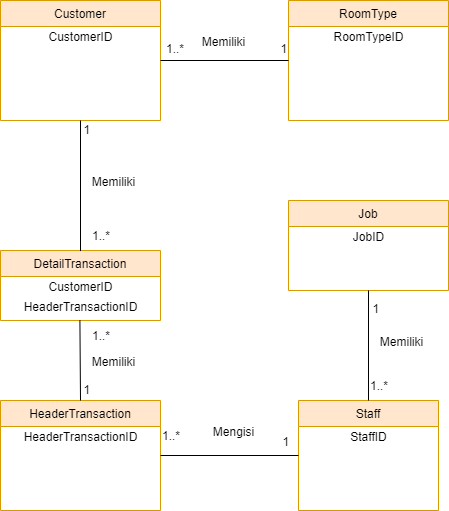 Customer
CustomerID
RoomType
RoomTypeID
1..*
Memiliki
1
1
Memiliki
1..*
Job
JobID
DetailTransaction
CustomerID
HeaderTransactionID
1..*
Memiliki
1
1
Memiliki
1..*
HeaderTransaction
HeaderTransactionID
1..*
Mengisi
1
Staff
StaffID